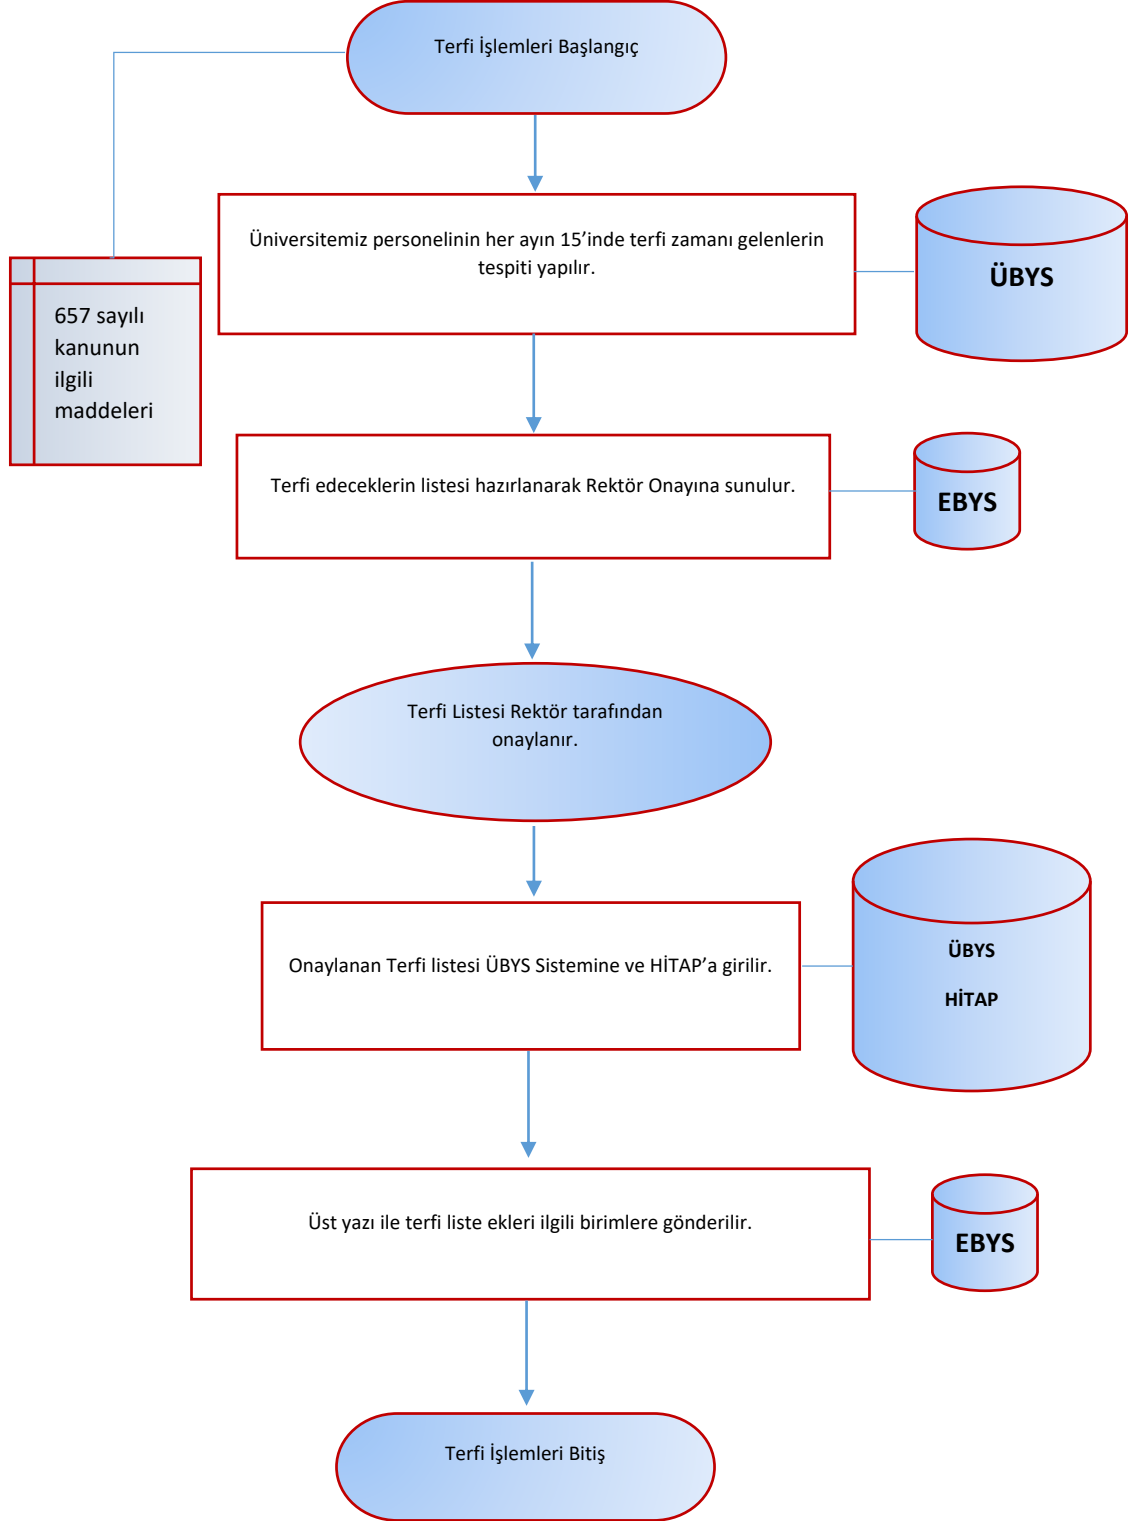 Terfi İşlemleri Başlangıç
Üniversitemiz personelinin her ayın 15’inde terfi zamanı gelenlerin
tespiti yapılır.
ÜBYS
657 sayılı
kanunun
ilgili
maddeleri
Terfi edeceklerin listesi hazırlanarak Rektör Onayına sunulur.
EBYS
Terfi Listesi Rektör tarafından
onaylanır.
Onaylanan Terfi listesi ÜBYS Sistemine ve HİTAP’a girilir.
ÜBYS
HİTAP
Üst yazı ile terfi liste ekleri ilgili birimlere gönderilir.
EBYS
Terfi İşlemleri Bitiş